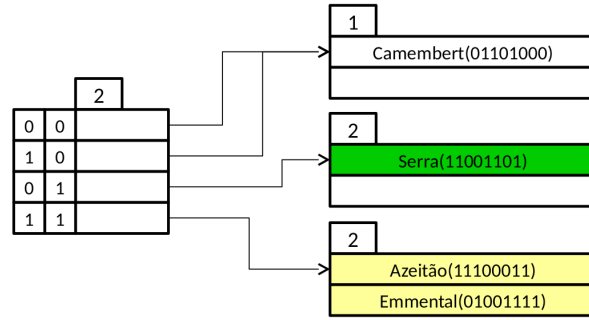 2
0 0
1 0
0 1
1 1
1
Camembert(01101000)
2
Serra(11001101)
2
Azeitão(11100011)
Emmental(01001111)